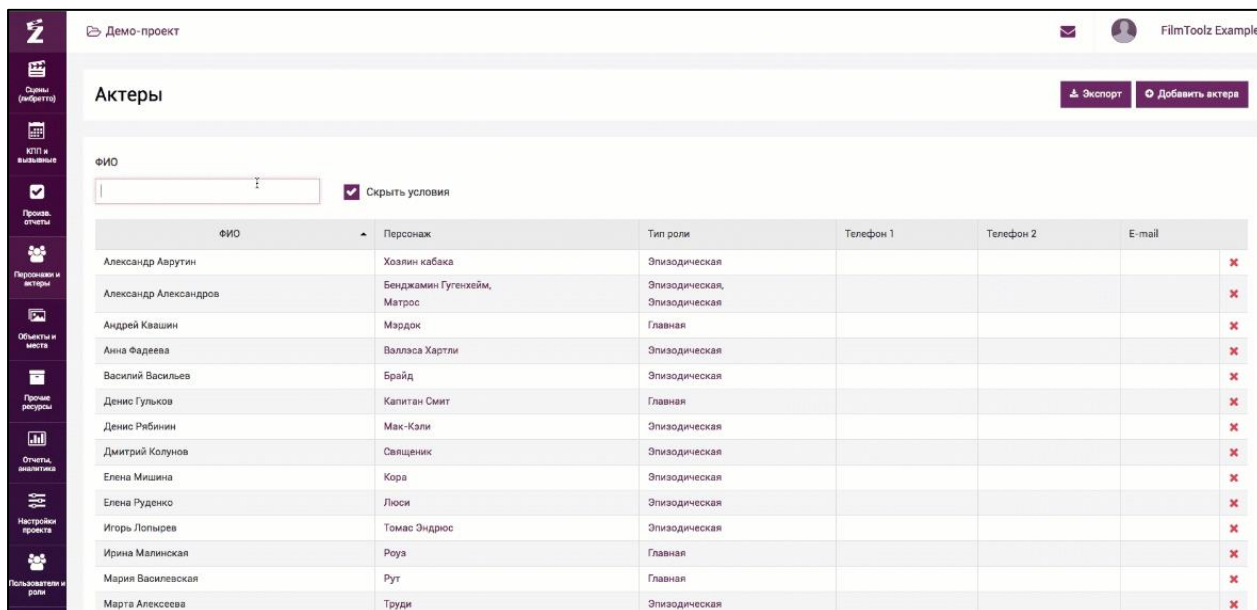 Демо-проект
FilmToolz Example
Сцены
(либретто)
КПП и
вызывные
Произв.
отчеты
Персонажи и
актеры
Объекты и
места
Прочие
ресурсы
Отчеты,
аналитика
Настройки
проекта
Пользователи и
роли
Актеры
Экспорт
Добавить актера
ФИО
Скрыть условия
ФИО Персонаж Тип роли Телефон 1 Телефон 2 E-mail
Александр Аврутин Хозяин кабака Эпизодическая
Александр Александров Бенджамин Гугенхейм, Эпизодическая,
Матрос Эпизодическая
Андрей Квашин Мэрдок Главная
Анна Фадеева Вэллэса Хартли Эпизодическая
Василий Васильев Брайд Эпизодическая
Денис Гульков Капитан Смит Главная
Денис Рябинин Мак-Кэли Эпизодическая
Дмитрий Колунов Священик Эпизодическая
Елена Мишина Кора Эпизодическая
Елена Руденко Люси Эпизодическая
Игорь Лопырев Томас Эндрюс Эпизодическая
Ирина Малинская Роуз Главная
Мария Василевская Рут Главная
Марта Алексеева Труди Эпизодическая